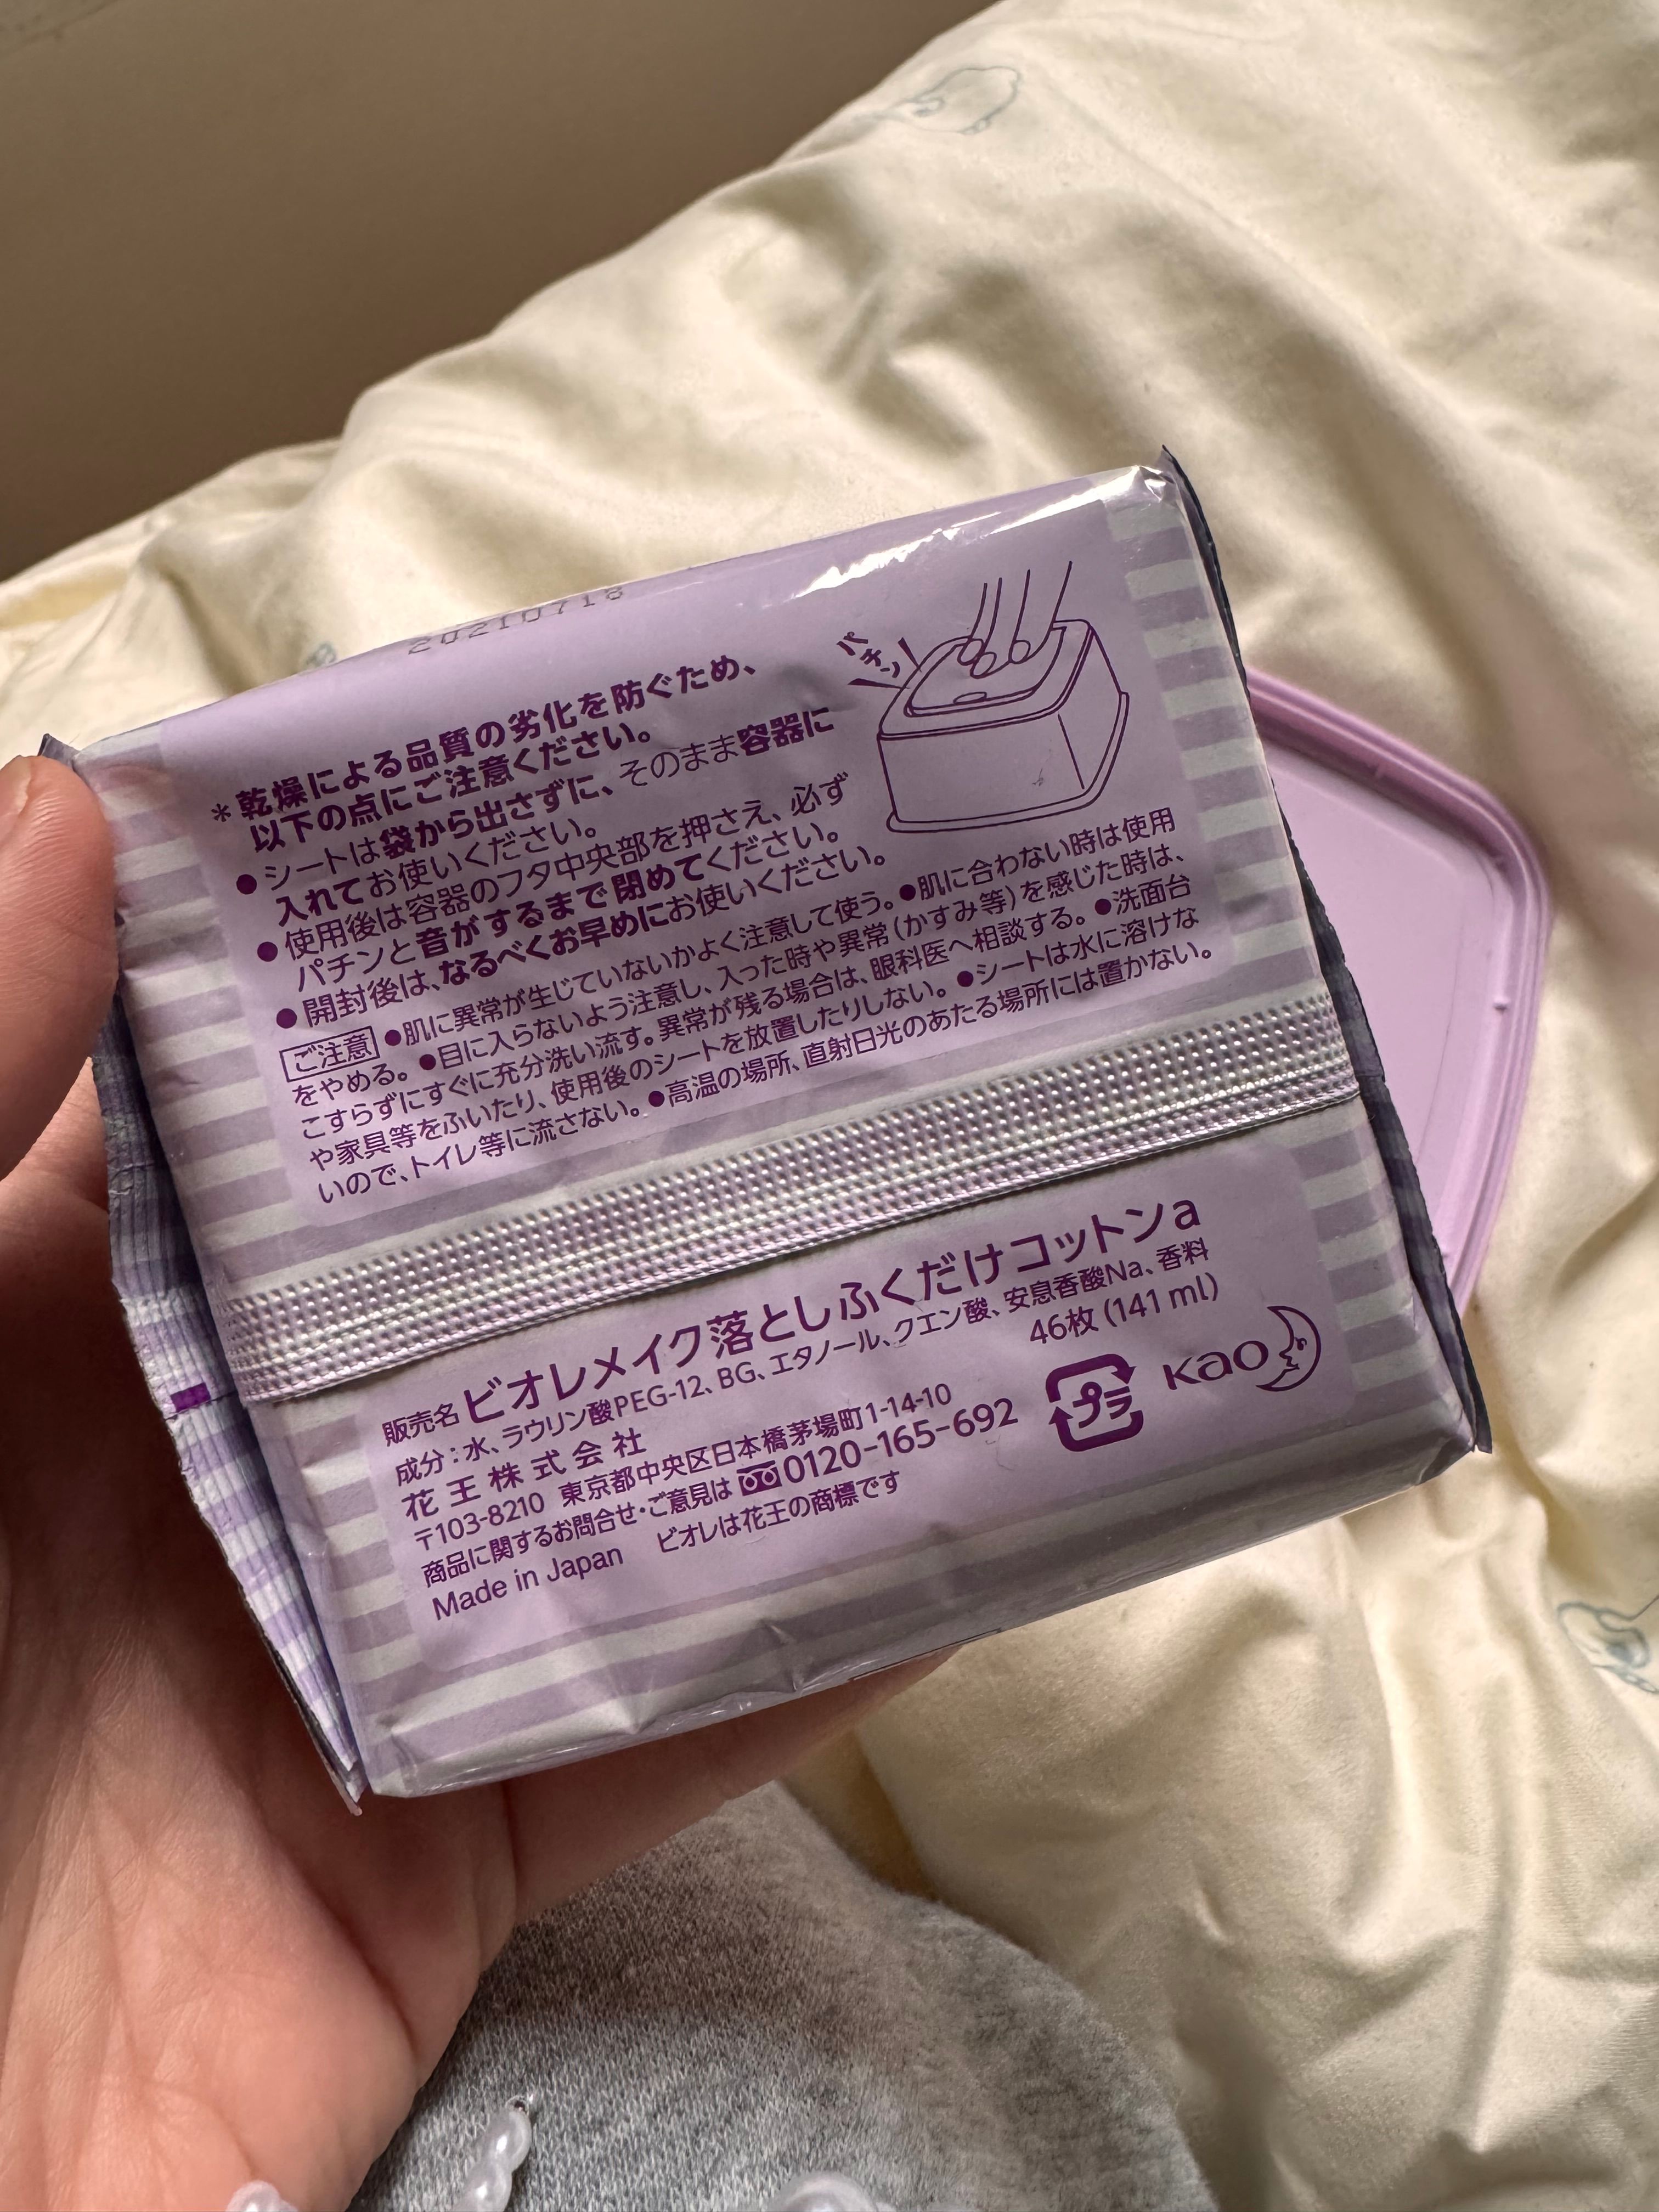 20210718
*乾燥による品質の劣化を防ぐため、
以下の点にご注意ください。
●シートは袋から出さずに、そのまま容器に
入れてお使いください。
●使用後は容器のフタ中央部を押さえ、必ず
パチンと音がするまで閉めてください。
●開封後は、なるべくお早めにお使いください。
パチン!
ご注意 ●肌に異常が生じていないかよく注意して使う。●肌に合わない時は使用
をやめる。●目に入らないよう注意し、入った時や異常(かすみ等)を感じた時は、
こすらずにすぐに充分洗い流す。異常が残る場合は、眼科医へ相談する。●洗面台
や家具等をふいたり、使用後のシートを放置したりしない。●シートは水に溶けな
いので、トイレ等に流さない。●高温の場所、直射日光のあたる場所には置かない。
販売名 ビオレメイク落としふくだけコットンa
成分:水、ラウリン酸PEG-12、BG、エタノール、クエン酸、安息香酸Na、香料
花王株式会社 46枚(141 ml)
〒103-8210 東京都中央区日本橋茅場町1-14-10
商品に関するお問合せ・ご意見は 0120-165-692
Made in Japan ビオレは花王の商標です
プラ
Kao